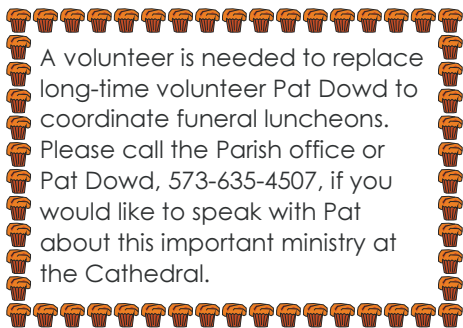 A volunteer is needed to replace
long-time volunteer Pat Dowd to
coordinate funeral luncheons.
Please call the Parish office or
Pat Dowd, 573-635-4507, if you
would like to speak with Pat
about this important ministry at
the Cathedral.